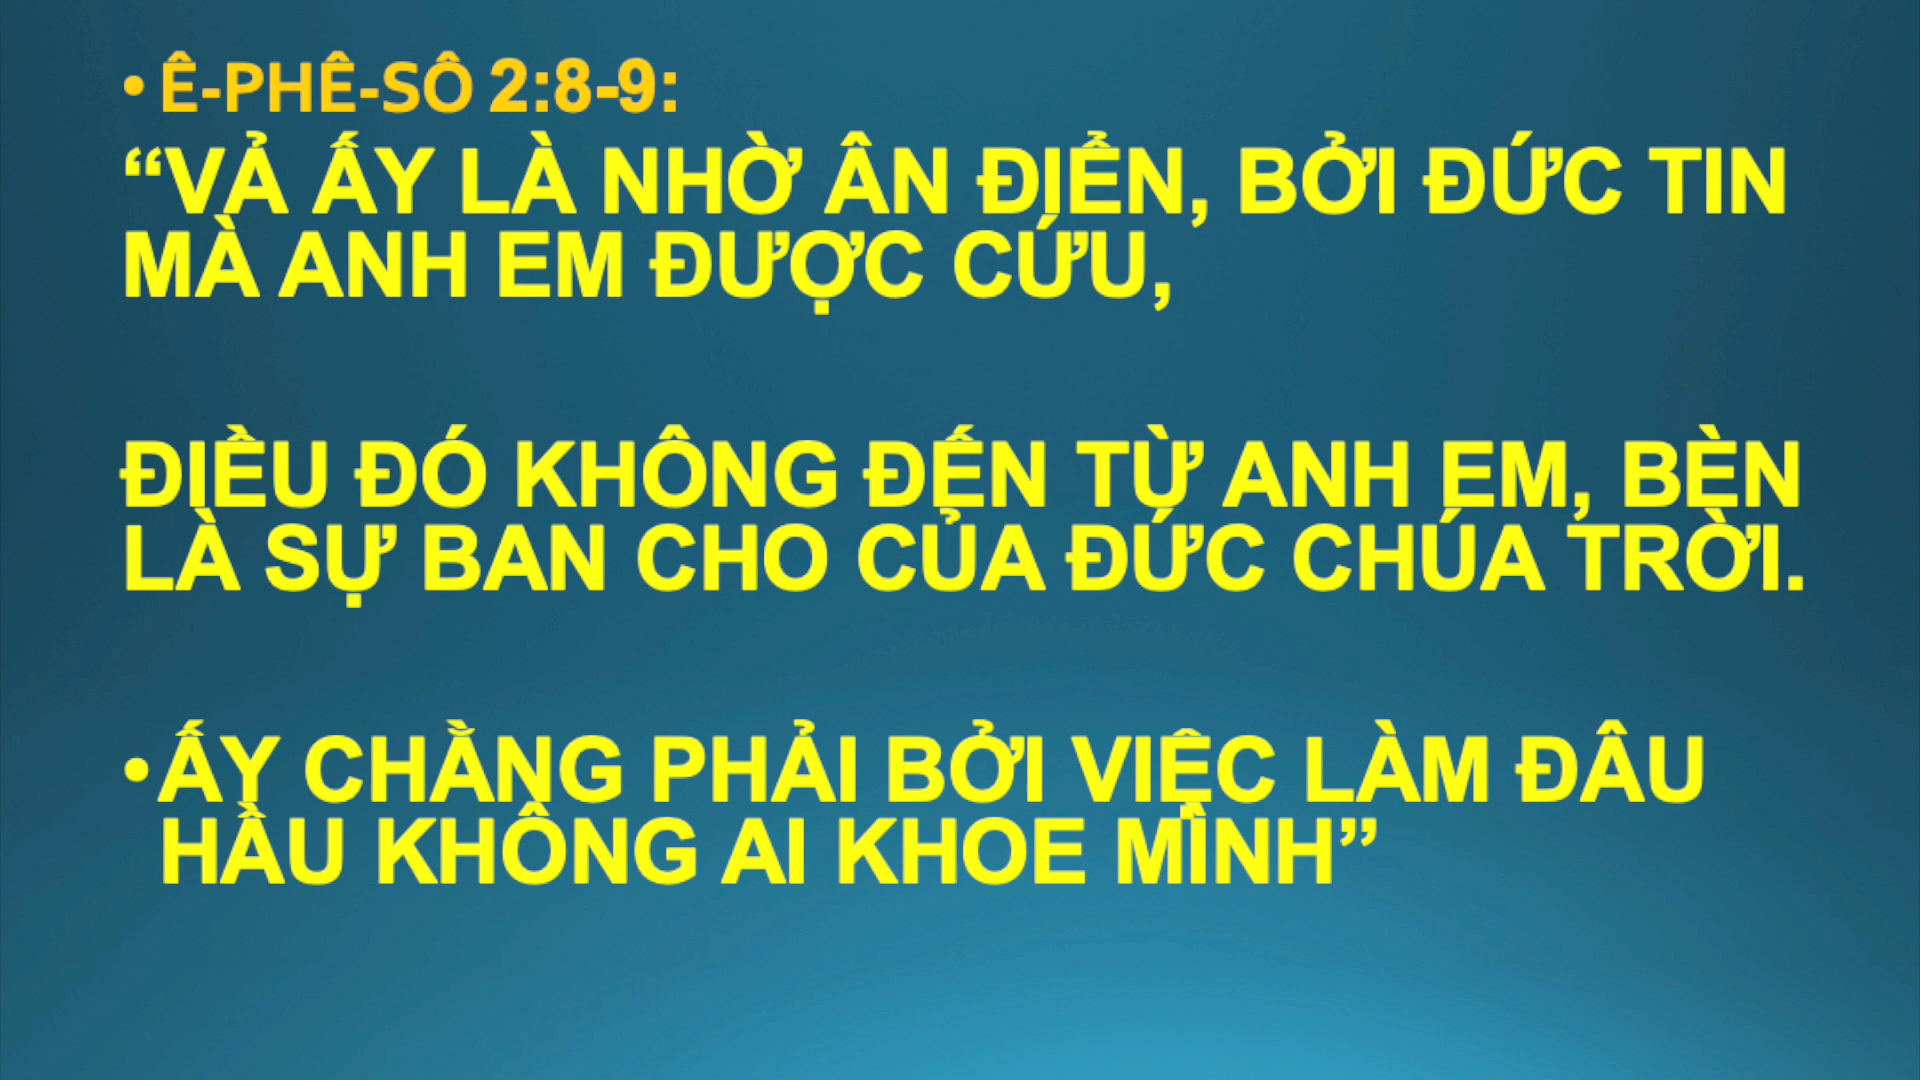 • Ê-PHÊ-SÔ 2:8-9:
“VẢ ẤY LÀ NHỜ ÂN ĐIỂN, BỞI ĐỨC TIN
MÀ ANH EM ĐƯỢC CỨU,
ĐIỀU ĐÓ KHÔNG ĐẾN TỪ ANH EM, BÈN
LÀ SỰ BAN CHO CỦA ĐỨC CHÚA TRỜI.
•ẤY CHẰNG PHẢI BỞI VIỆC LÀM ĐÂU
HẦU KHÔNG AI KHOE MÌNH”